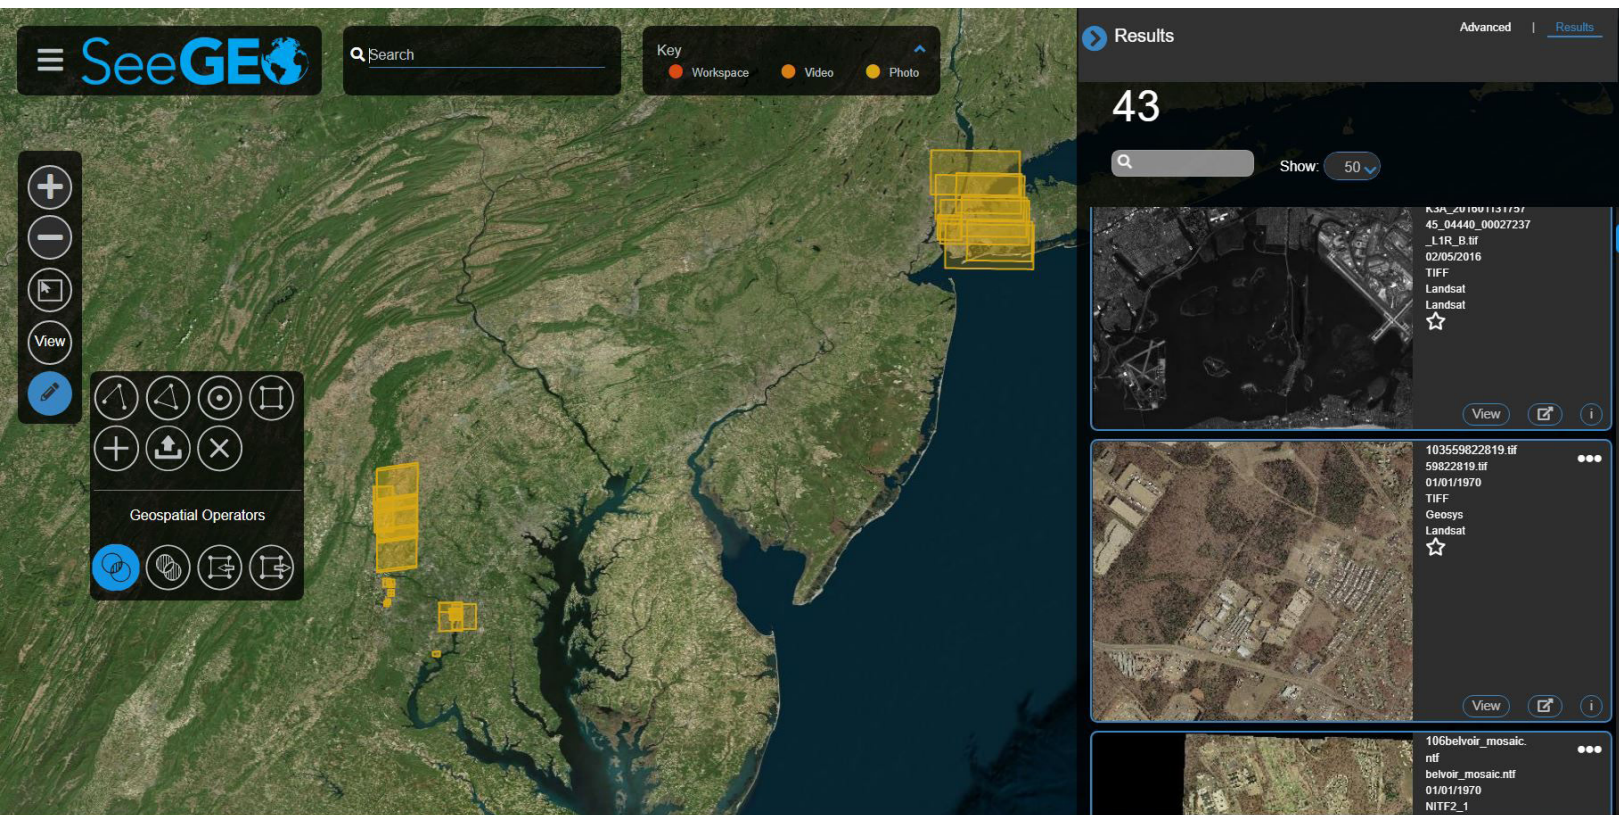 SeeGEO
Search
Key
Workspace
Video
Photo
Results
Advanced | Results
43
Show: 50
View
Geospatial Operators
K3A_201601131757
45_04440_00027237
_L1R_B.tif
02/05/2016
TIFF
Landsat
Landsat
View
i
103559822819.tif
59822819.tif
01/01/1970
TIFF
Geosys
Landsat
View
i
106belvoir_mosaic.
ntf
belvoir_mosaic.ntf
01/01/1970
NITF2_1